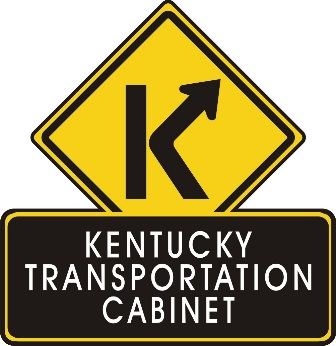 K
KENTUCKY
TRANSPORTATION
CABINET